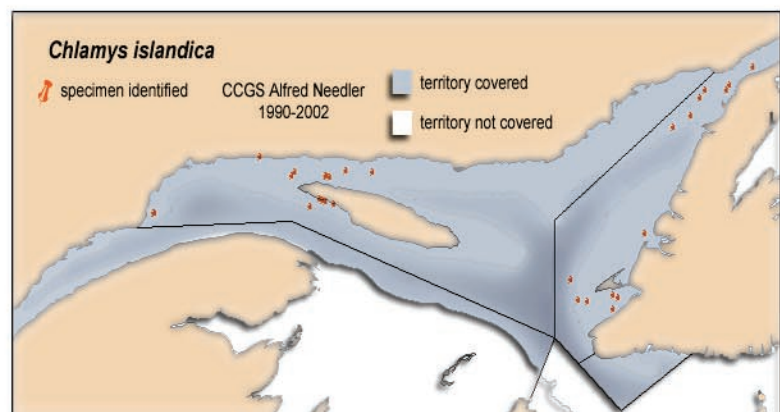 Chlamys islandica
specimen identified
CCGS Alfred Needler
1990-2002
territory covered
territory not covered